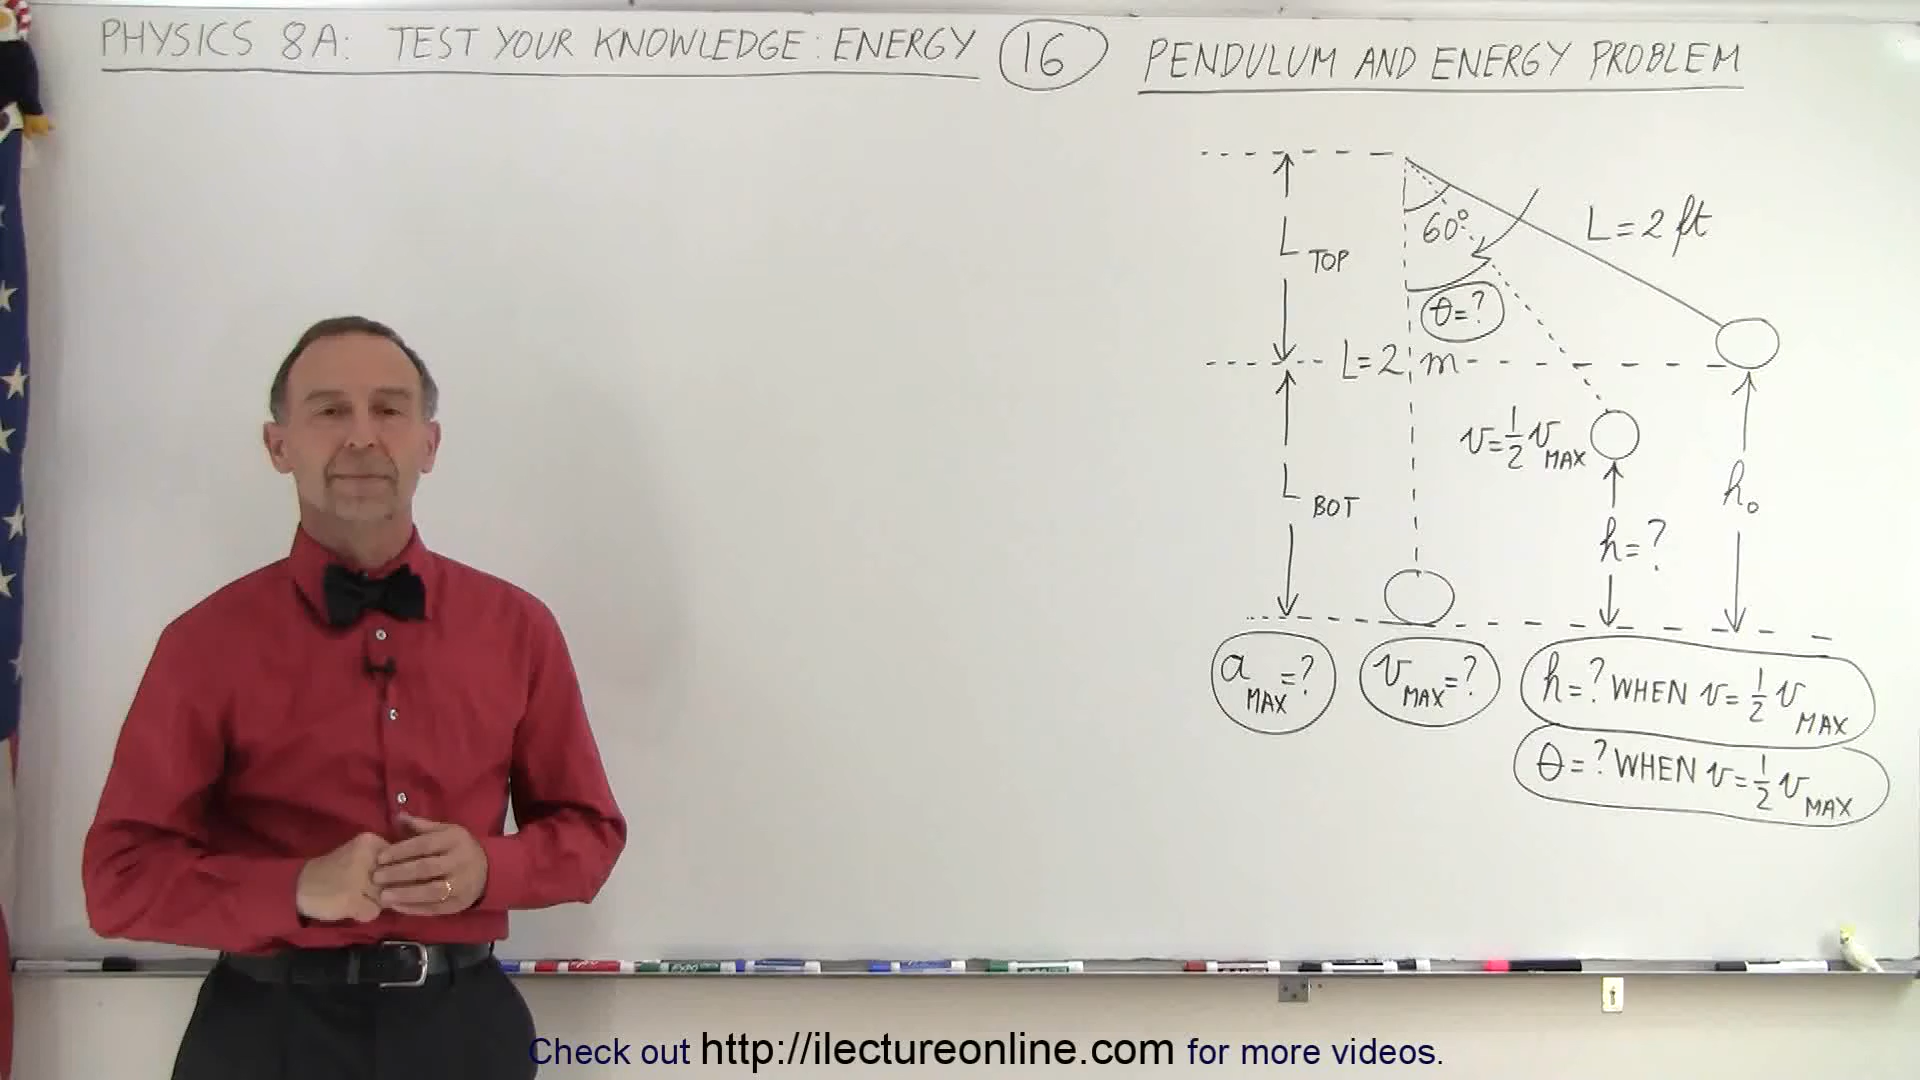 PHYSICS 8A: TEST YOUR KNOWLEDGE: ENERGY 16 PENDULUM AND ENERGY PROBLEM
L TOP
60°
L = 2 ft
θ = ?
L = 2 m
v = 1/2 v MAX
L BOT
h = ?
h₀
a MAX = ?
v MAX = ?
h = ? WHEN v = 1/2 v MAX
θ = ? WHEN v = 1/2 v MAX
Check out http://ilectureonline.com for more videos.